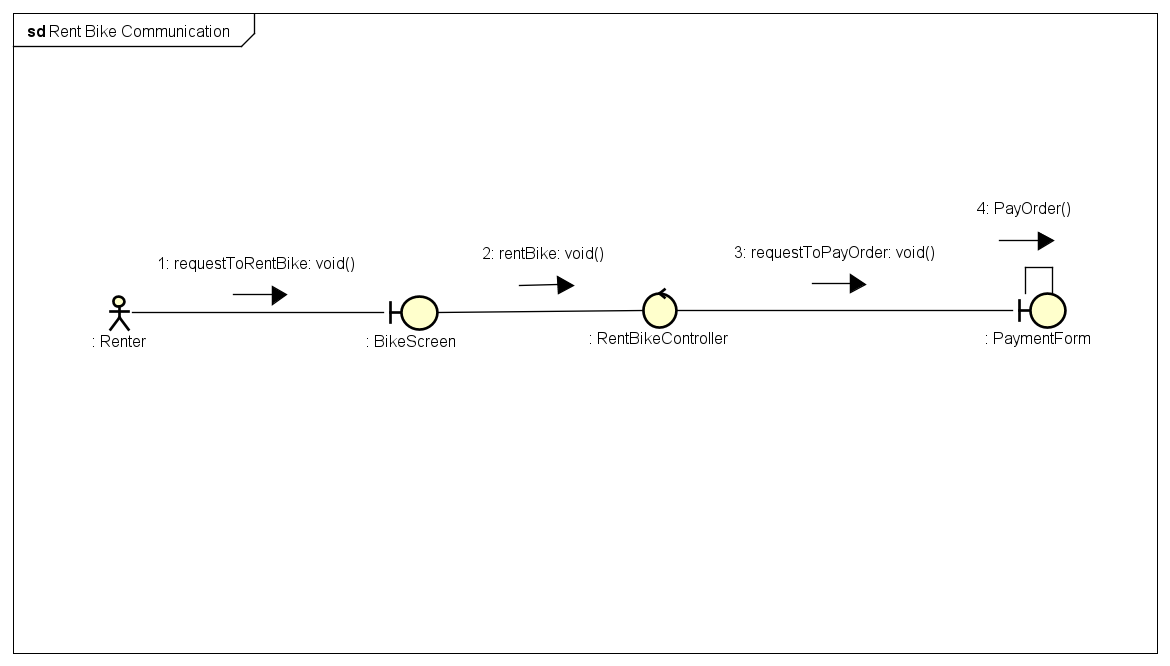 sd Rent Bike Communication
4: PayOrder()
1: requestToRentBike: void()
2: rentBike: void()
3: requestToPayOrder: void()
: Renter
: BikeScreen
: RentBikeController
: PaymentForm